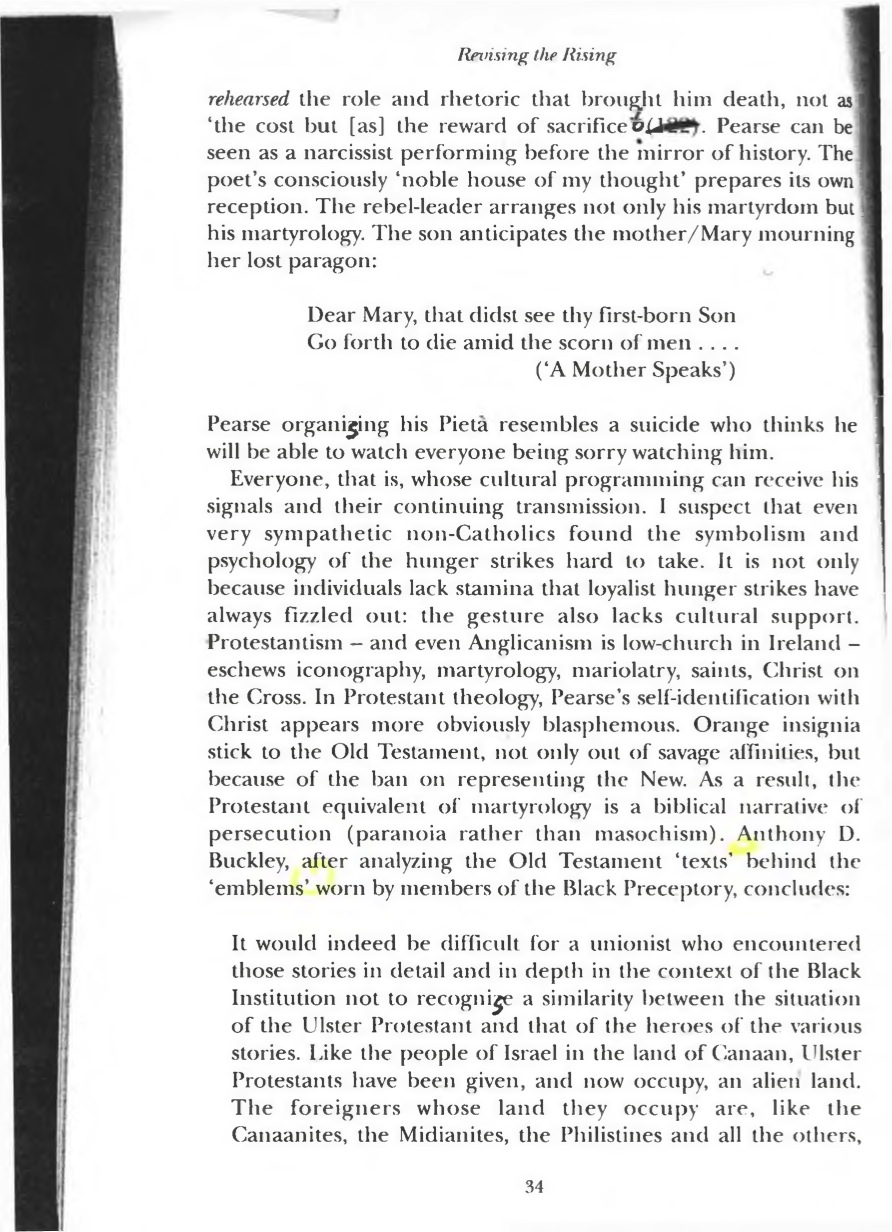 Revising the Rising
rehearsed the role and rhetoric that brought him death, not as
‘the cost but [as] the reward of sacrifice’. Pearse can be
seen as a narcissist performing before the mirror of history. The
poet’s consciously ‘noble house of my thought’ prepares its own
reception. The rebel-leader arranges not only his martyrdom but
his martyrology. The son anticipates the mother/Mary mourning
her lost paragon:
Dear Mary, that didst see thy first-born Son
Go forth to die amid the scorn of men . . . .
(‘A Mother Speaks’)
Pearse organizing his Pietà resembles a suicide who thinks he
will be able to watch everyone being sorry watching him.
Everyone, that is, whose cultural programming can receive his
signals and their continuing transmission. I suspect that even
very sympathetic non-Catholics found the symbolism and
psychology of the hunger strikes hard to take. It is not only
because individuals lack stamina that loyalist hunger strikes have
always fizzled out: the gesture also lacks cultural support.
Protestantism – and even Anglicanism is low-church in Ireland –
eschews iconography, martyrology, mariolatry, saints, Christ on
the Cross. In Protestant theology, Pearse’s self-identification with
Christ appears more obviously blasphemous. Orange insignia
stick to the Old Testament, not only out of savage affinities, but
because of the ban on representing the New. As a result, the
Protestant equivalent of martyrology is a biblical narrative of
persecution (paranoia rather than masochism). Anthony D.
Buckley, after analyzing the Old Testament ‘texts’ behind the
‘emblems’ worn by members of the Black Preceptory, concludes:
It would indeed be difficult for a unionist who encountered
those stories in detail and in depth in the context of the Black
Institution not to recognize a similarity between the situation
of the Ulster Protestant and that of the heroes of the various
stories. Like the people of Israel in the land of Canaan, Ulster
Protestants have been given, and now occupy, an alien land.
The foreigners whose land they occupy are, like the
Canaanites, the Midianites, the Philistines and all the others,
34